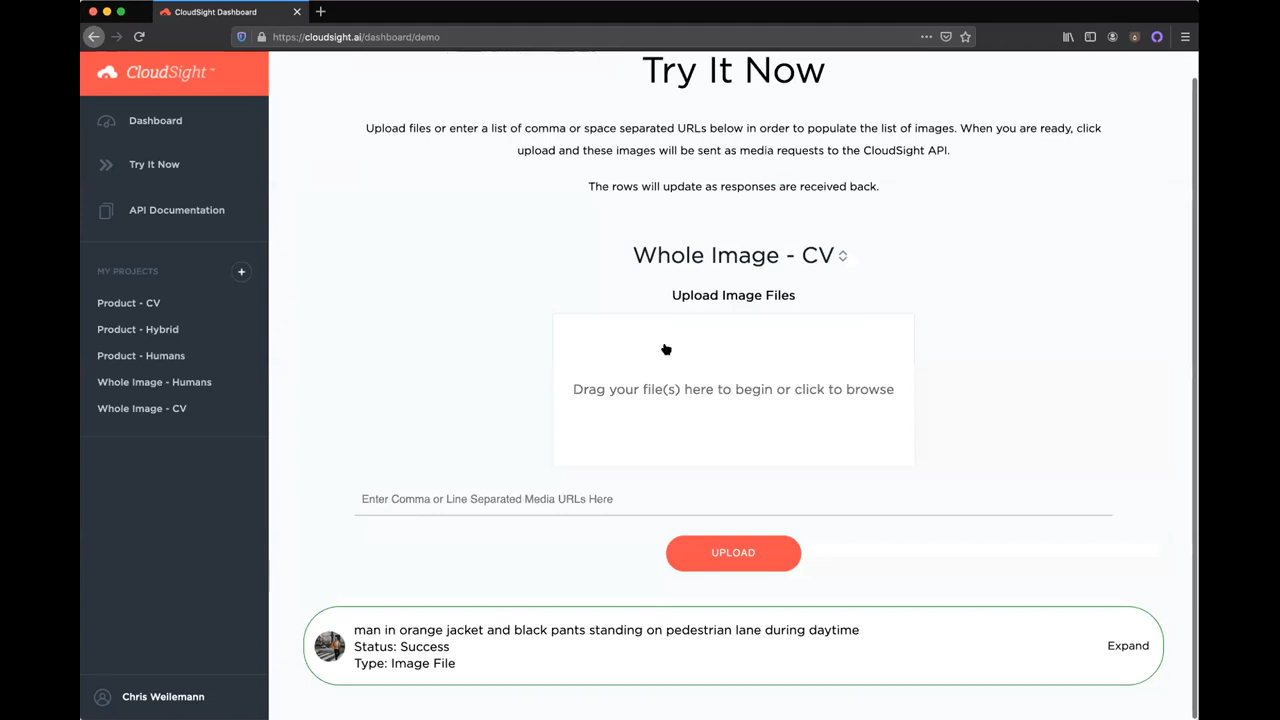 CloudSight Dashboard
https://cloudsight.ai/dashboard/demo
CloudSight™
Dashboard
Try It Now
API Documentation
MY PROJECTS
Product - CV
Product - Hybrid
Product - Humans
Whole Image - Humans
Whole Image - CV
Chris Weilemann
Try It Now
Upload files or enter a list of comma or space separated URLs below in order to populate the list of images. When you are ready, click
upload and these images will be sent as media requests to the CloudSight API.
The rows will update as responses are received back.
Whole Image - CV
Upload Image Files
Drag your file(s) here to begin or click to browse
Enter Comma or Line Separated Media URLs Here
UPLOAD
man in orange jacket and black pants standing on pedestrian lane during daytime
Status: Success
Type: Image File
Expand